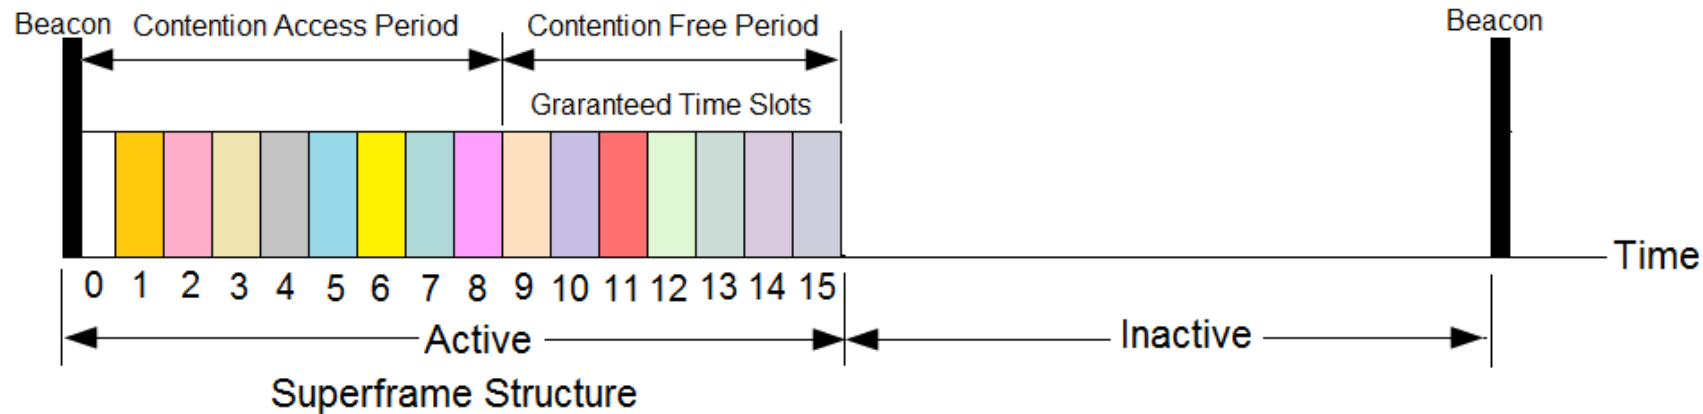 Beacon Contention Access Period Contention Free Period Beacon
Graranteed Time Slots
Time
0 1 2 3 4 5 6 7 8 9 10 11 12 13 14 15
Active Inactive
Superframe Structure